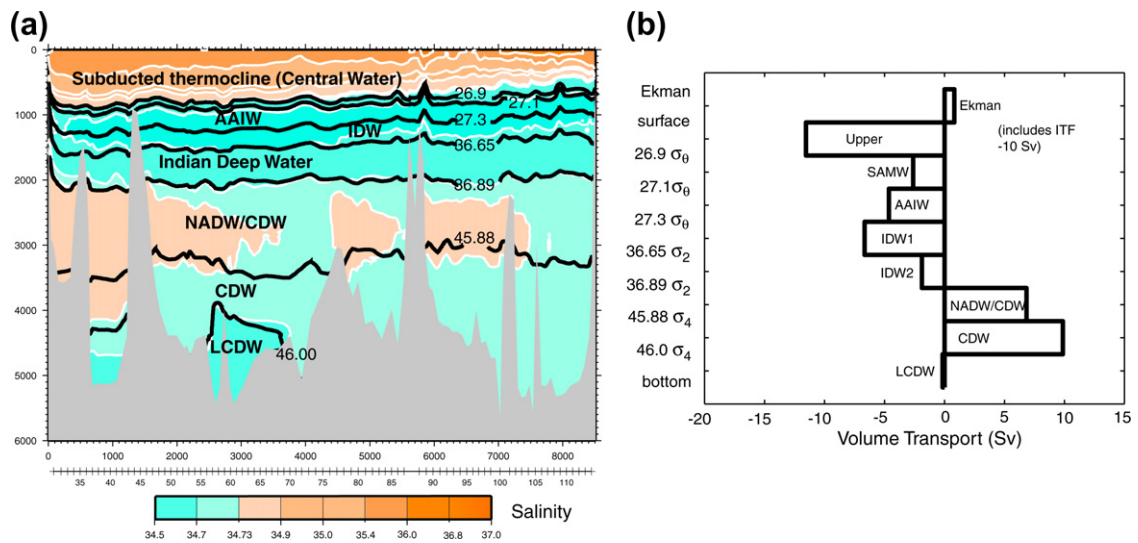 (a)
(b)
0
1000
2000
3000
4000
5000
6000
Subducted thermocline (Central Water)
26.9
27.1
AAIW
27.3
IDW
36.65
Indian Deep Water
36.89
NADW/CDW
45.88
CDW
LCDW
46.00
0 1000 2000 3000 4000 5000 6000 7000 8000
35 40 45 50 55 60 65 70 75 80 85 90 95 100 105 110
Salinity
34.5 34.7 34.73 34.9 35.0 35.4 36.0 36.8 37.0
Ekman
surface
26.9 σθ
27.1σθ
27.3 σθ
36.65 σ2
36.89 σ2
45.88 σ4
46.0 σ4
bottom
Ekman
(includes ITF
-10 Sv)
Upper
SAMW
AAIW
IDW1
IDW2
NADW/CDW
CDW
LCDW
-20 -15 -10 -5 0 5 10 15
Volume Transport (Sv)